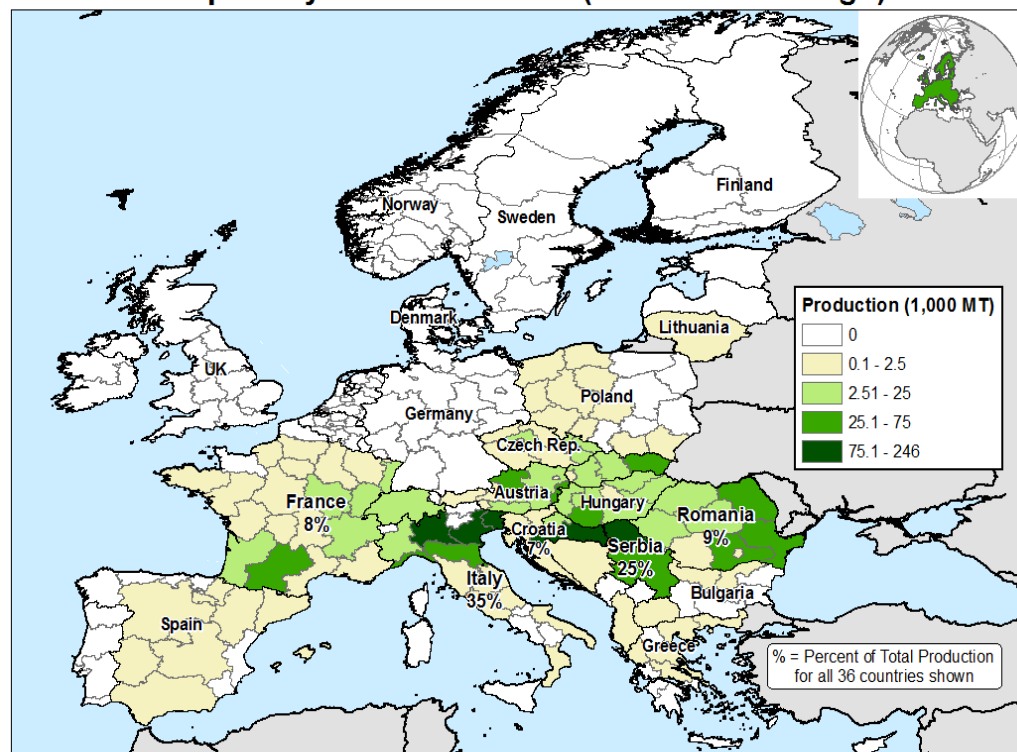 Finland
Norway
Sweden
Production (1,000 MT)
0
0.1 - 2.5
2.51 - 25
25.1 - 75
75.1 - 246
Denmark
Lithuania
UK
Poland
Germany
Czech Rep.
Austria
Hungary
France
8%
Romania
9%
Croatia
7%
Serbia
25%
Italy
35%
Bulgaria
Spain
Greece
% = Percent of Total Production
for all 36 countries shown